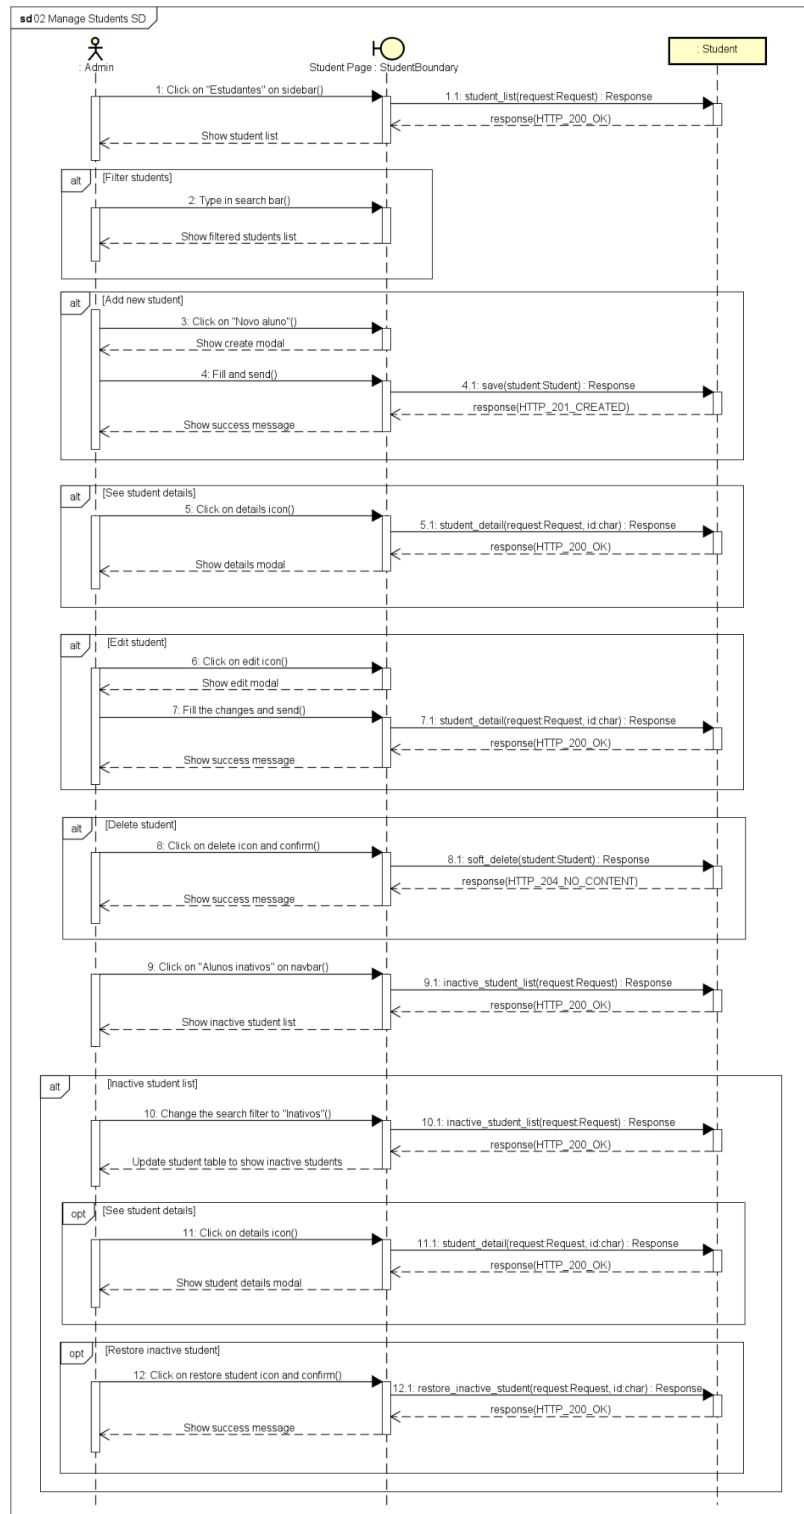 sd 02 Manage Students SD
: Admin
Student Page : StudentBoundary
: Student
1: Click on "Estudantes" on sidebar()
1.1: student_list(request:Request) : Response
response(HTTP_200_OK)
Show student list
alt
[Filter students]
2: Type in search bar()
Show filtered students list
alt
[Add new student]
3: Click on "Novo aluno"()
Show create modal
4: Fill and send()
4.1: save(student:Student) : Response
response(HTTP_201_CREATED)
Show success message
alt
[See student details]
5: Click on details icon()
5.1: student_detail(request:Request, id:char) : Response
response(HTTP_200_OK)
Show details modal
alt
[Edit student]
6: Click on edit icon()
Show edit modal
7: Fill the changes and send()
7.1: student_detail(request:Request, id:char) : Response
response(HTTP_200_OK)
Show success message
alt
[Delete student]
8: Click on delete icon and confirm()
8.1: soft_delete(student:Student) : Response
response(HTTP_204_NO_CONTENT)
Show success message
9: Click on "Alunos inativos" on navbar()
9.1: inactive_student_list(request:Request) : Response
response(HTTP_200_OK)
Show inactive student list
alt
[Inactive student list]
10: Change the search filter to "Inativos"()
10.1: inactive_student_list(request:Request) : Response
response(HTTP_200_OK)
Update student table to show inactive students
opt
[See student details]
11: Click on details icon()
11.1: student_detail(request:Request, id:char) : Response
response(HTTP_200_OK)
Show student details modal
opt
[Restore inactive student]
12: Click on restore student icon and confirm()
12.1: restore_inactive_student(request:Request, id:char) : Response
response(HTTP_200_OK)
Show success message